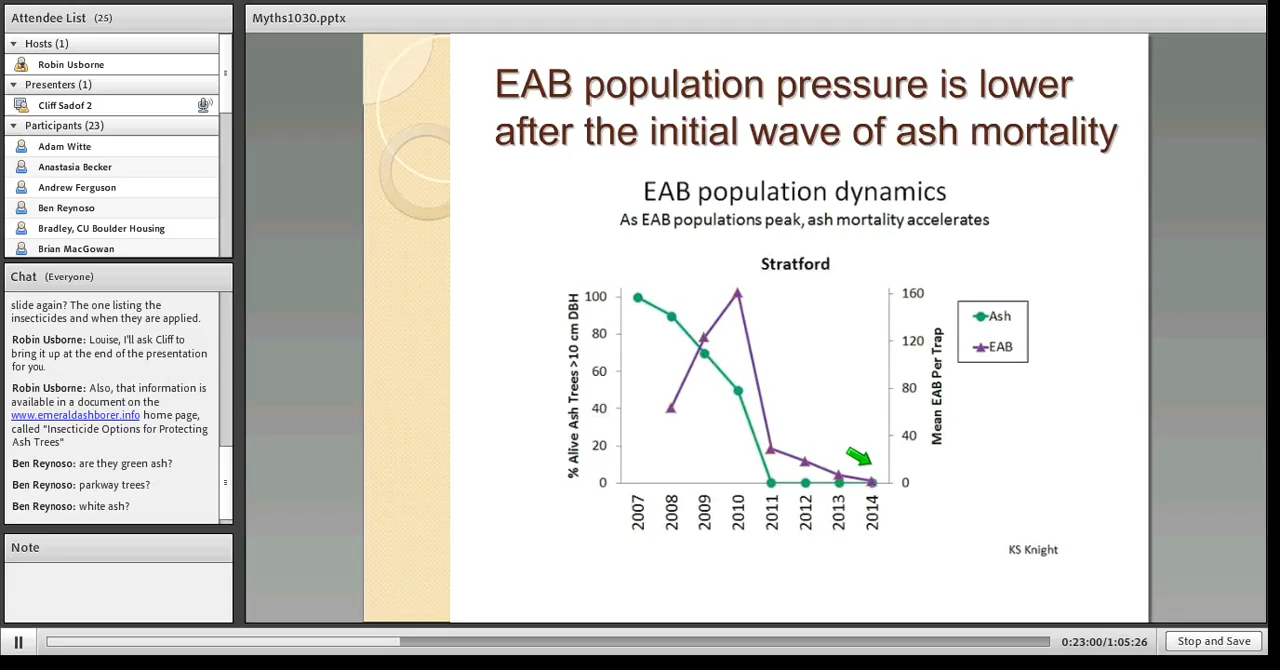 Attendee List (25)
Hosts (1)
Robin Usborne
Presenters (1)
Cliff Sadof 2
Participants (23)
Adam Witte
Anastasia Becker
Andrew Ferguson
Ben Reynoso
Bradley, CU Boulder Housing
Brian MacGowan
Chat (Everyone)
slide again? The one listing the
insecticides and when they are applied.
Robin Usborne: Louise, I'll ask Cliff to
bring it up at the end of the presentation
for you.
Robin Usborne: Also, that information is
available in a document on the
www.emeraldashborer.info home page,
called "Insecticide Options for Protecting
Ash Trees"
Ben Reynoso: are they green ash?
Ben Reynoso: parkway trees?
Ben Reynoso: white ash?
Note
Myths1030.pptx
EAB population pressure is lower
after the initial wave of ash mortality
EAB population dynamics
As EAB populations peak, ash mortality accelerates
Stratford
% Alive Ash Trees >10 cm DBH
100
80
60
40
20
0
160
120
80
40
0
Mean EAB Per Trap
Ash
EAB
2007
2008
2009
2010
2011
2012
2013
2014
KS Knight
0:23:00/1:05:26
Stop and Save